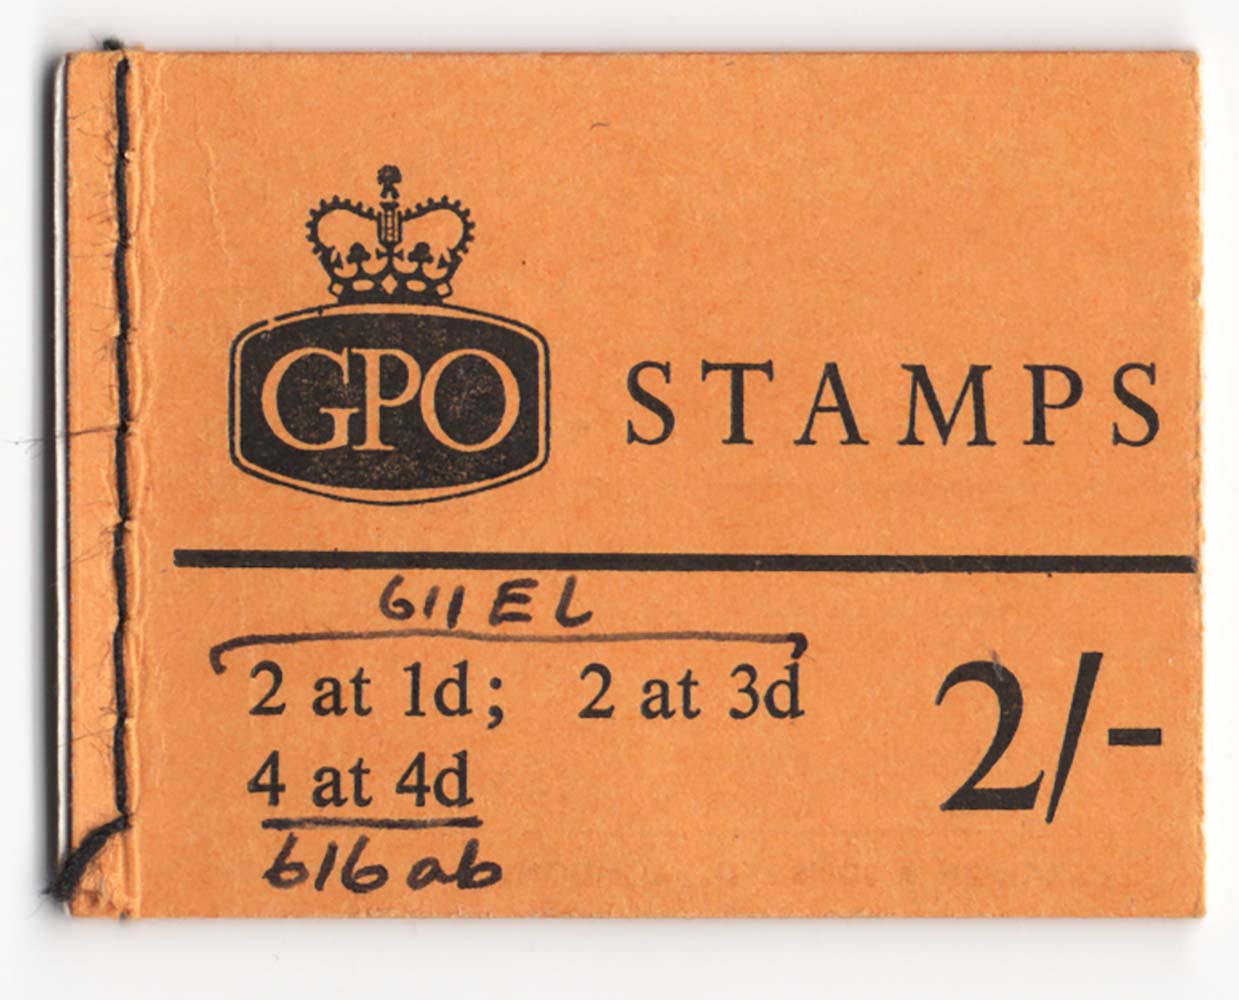 GPO STAMPS
611EL
2 at 1d; 2 at 3d
4 at 4d
2/-
616ab